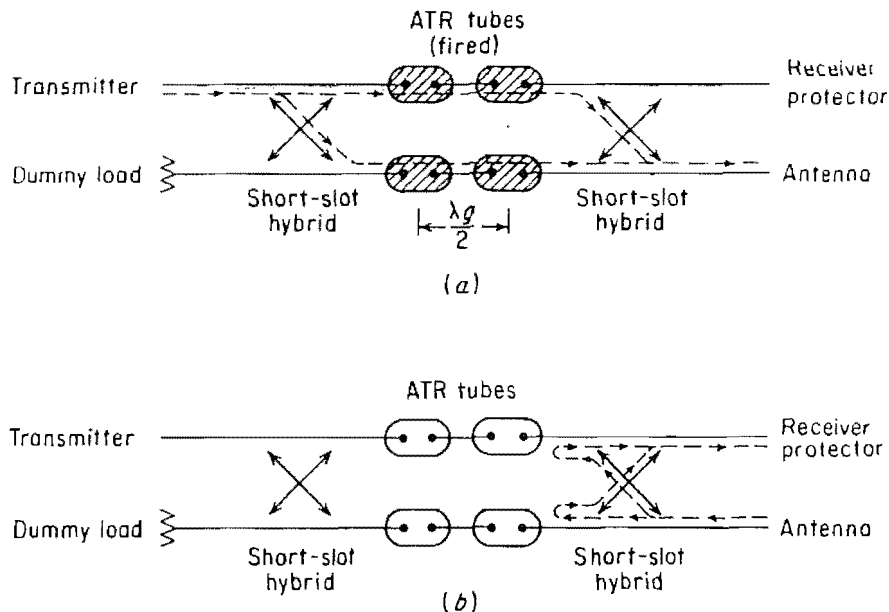 ATR tubes
(fired)
Transmitter
Receiver
protector
Dummy load
Antenna
Short-slot
hybrid
λg
2
Short-slot
hybrid
(a)
ATR tubes
Transmitter
Receiver
protector
Dummy load
Antenna
Short-slot
hybrid
Short-slot
hybrid
(b)